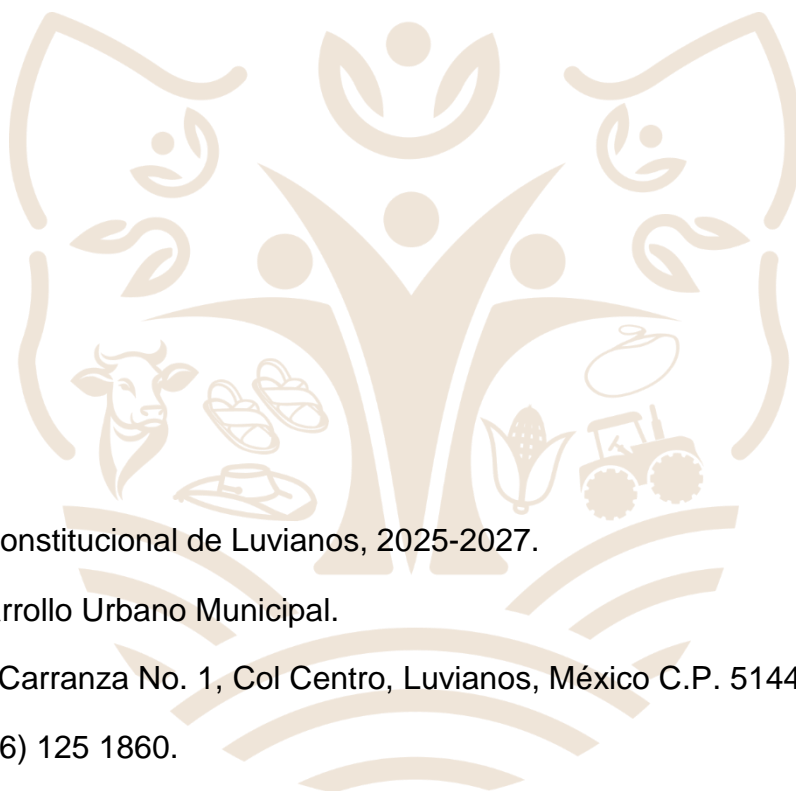 onstitucional de Luvianos, 2025-2027.
rrollo Urbano Municipal.
Carranza No. 1, Col Centro, Luvianos, México C.P. 5144
6) 125 1860.